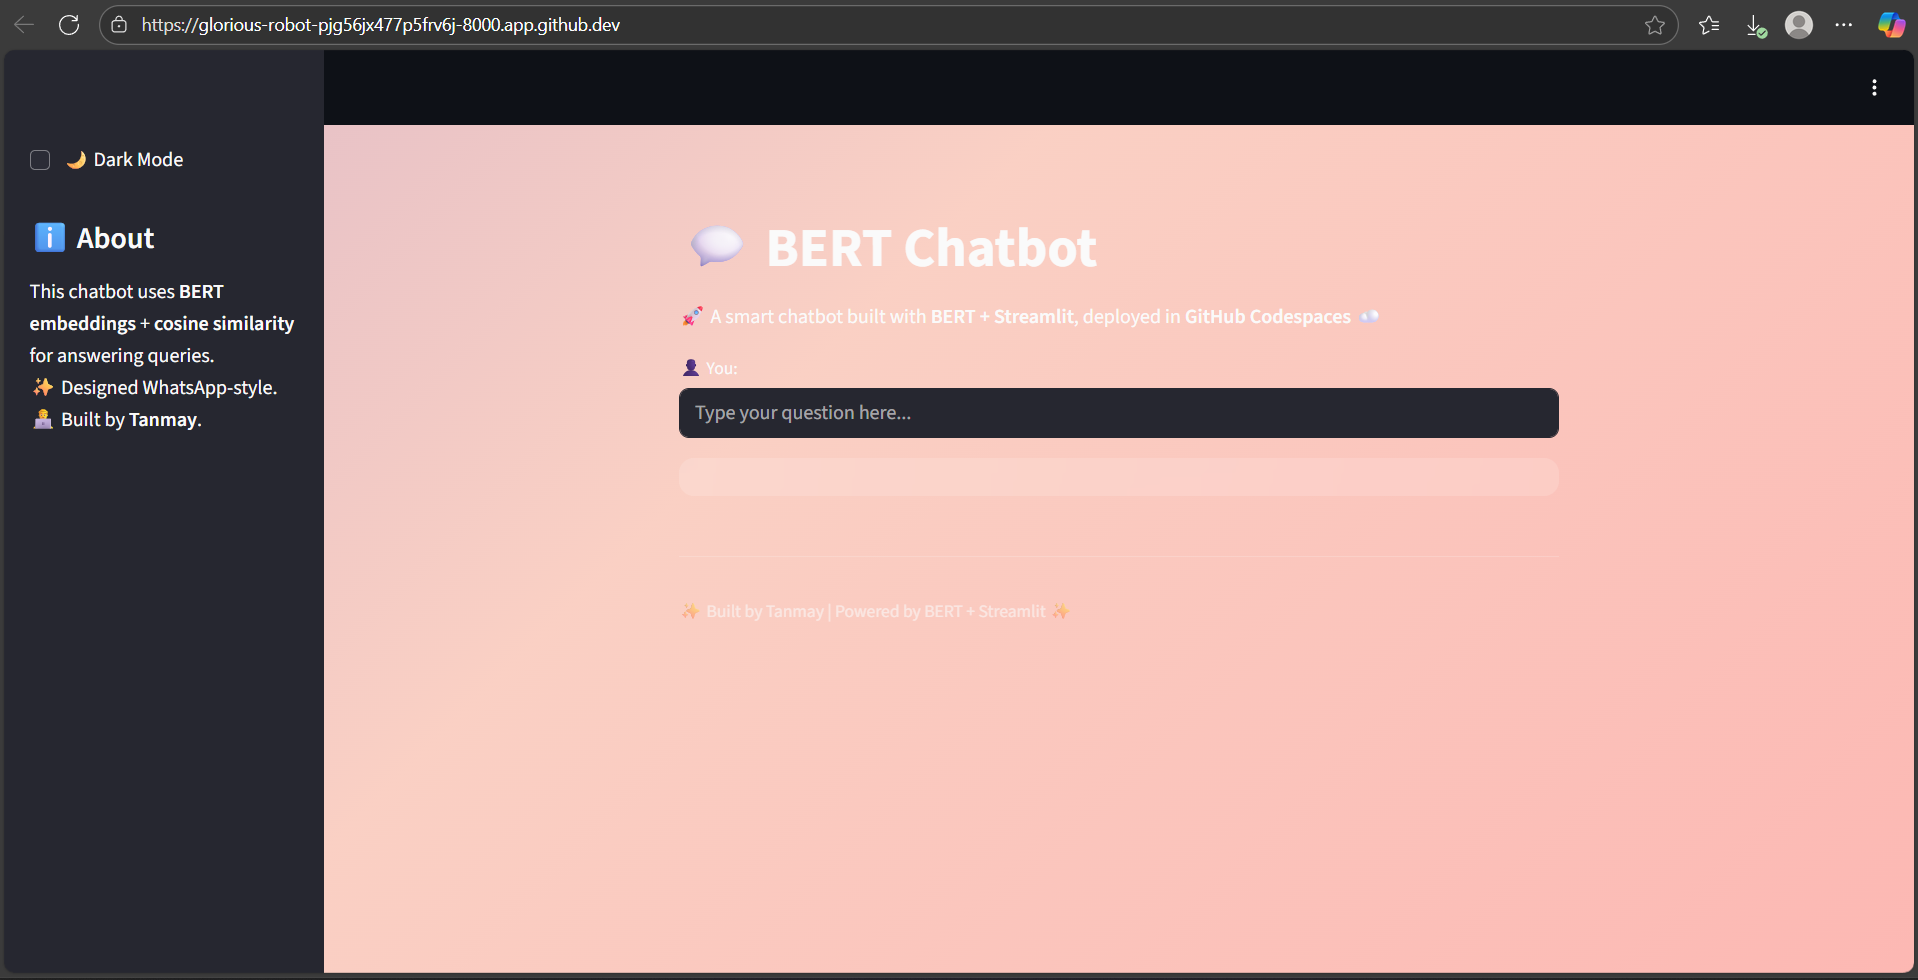 https://glorious-robot-pjg56jx477p5frv6j-8000.app.github.dev
🌙 Dark Mode
ℹ️ About
This chatbot uses BERT
embeddings + cosine similarity
for answering queries.
✨ Designed WhatsApp-style.
👨‍💻 Built by Tanmay.
💬 BERT Chatbot
🚀 A smart chatbot built with BERT + Streamlit, deployed in GitHub Codespaces ☁️
👤 You:
Type your question here...
✨ Built by Tanmay | Powered by BERT + Streamlit ✨